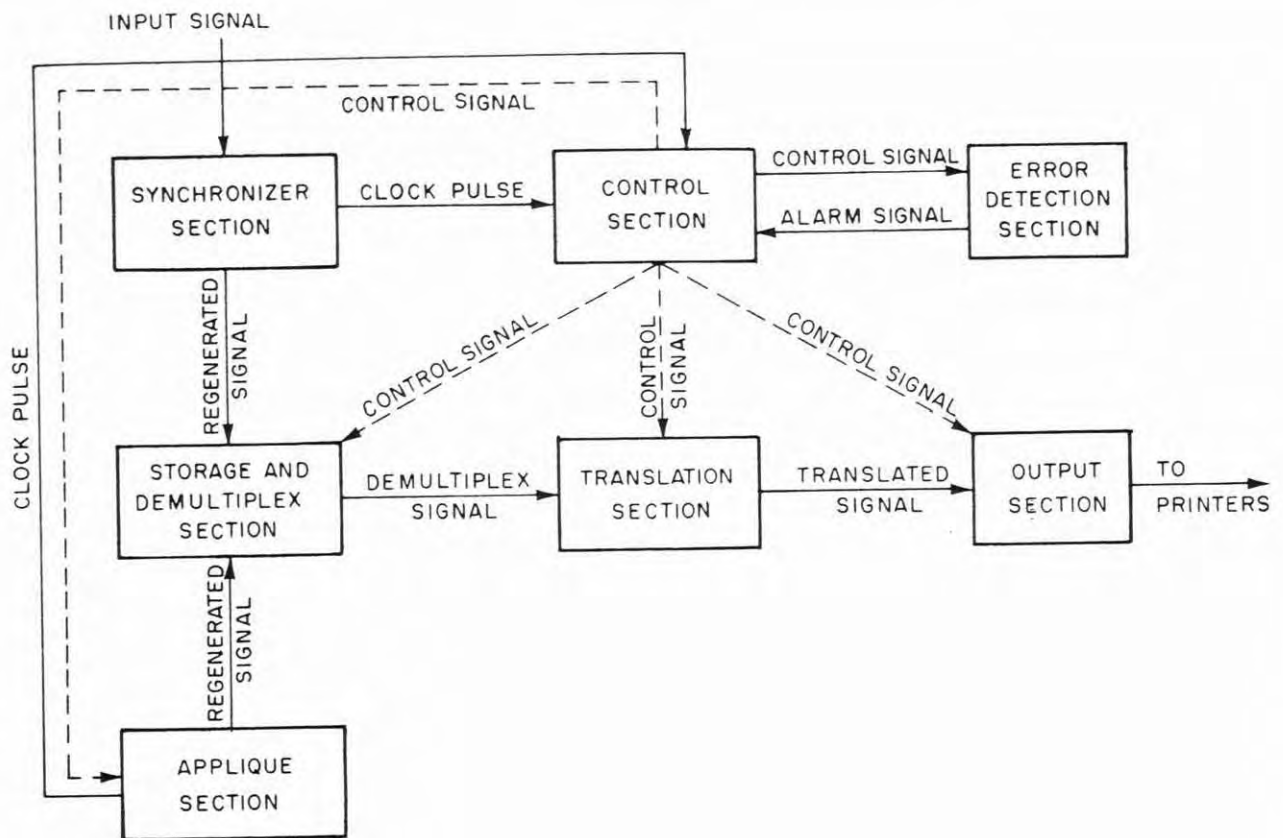 INPUT SIGNAL
CONTROL SIGNAL
SYNCHRONIZER
SECTION
CLOCK PULSE
CONTROL
SECTION
CONTROL SIGNAL
ALARM SIGNAL
ERROR
DETECTION
SECTION
REGENERATED
SIGNAL
CONTROL SIGNAL
CONTROL
SIGNAL
CONTROL SIGNAL
CLOCK PULSE
STORAGE AND
DEMULTIPLEX
SECTION
DEMULTIPLEX
SIGNAL
TRANSLATION
SECTION
TRANSLATED
SIGNAL
OUTPUT
SECTION
TO
PRINTERS
REGENERATED
SIGNAL
APPLIQUE
SECTION